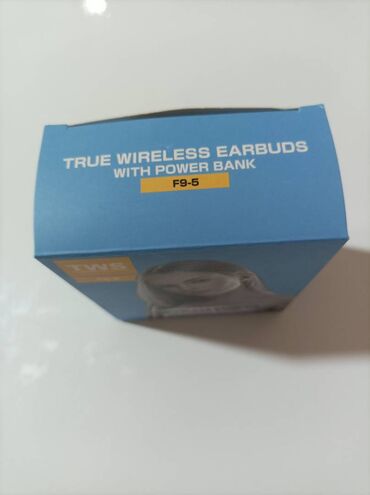 TRUE WIRELESS EARBUDS
WITH POWER BANK
F9-5
TWS